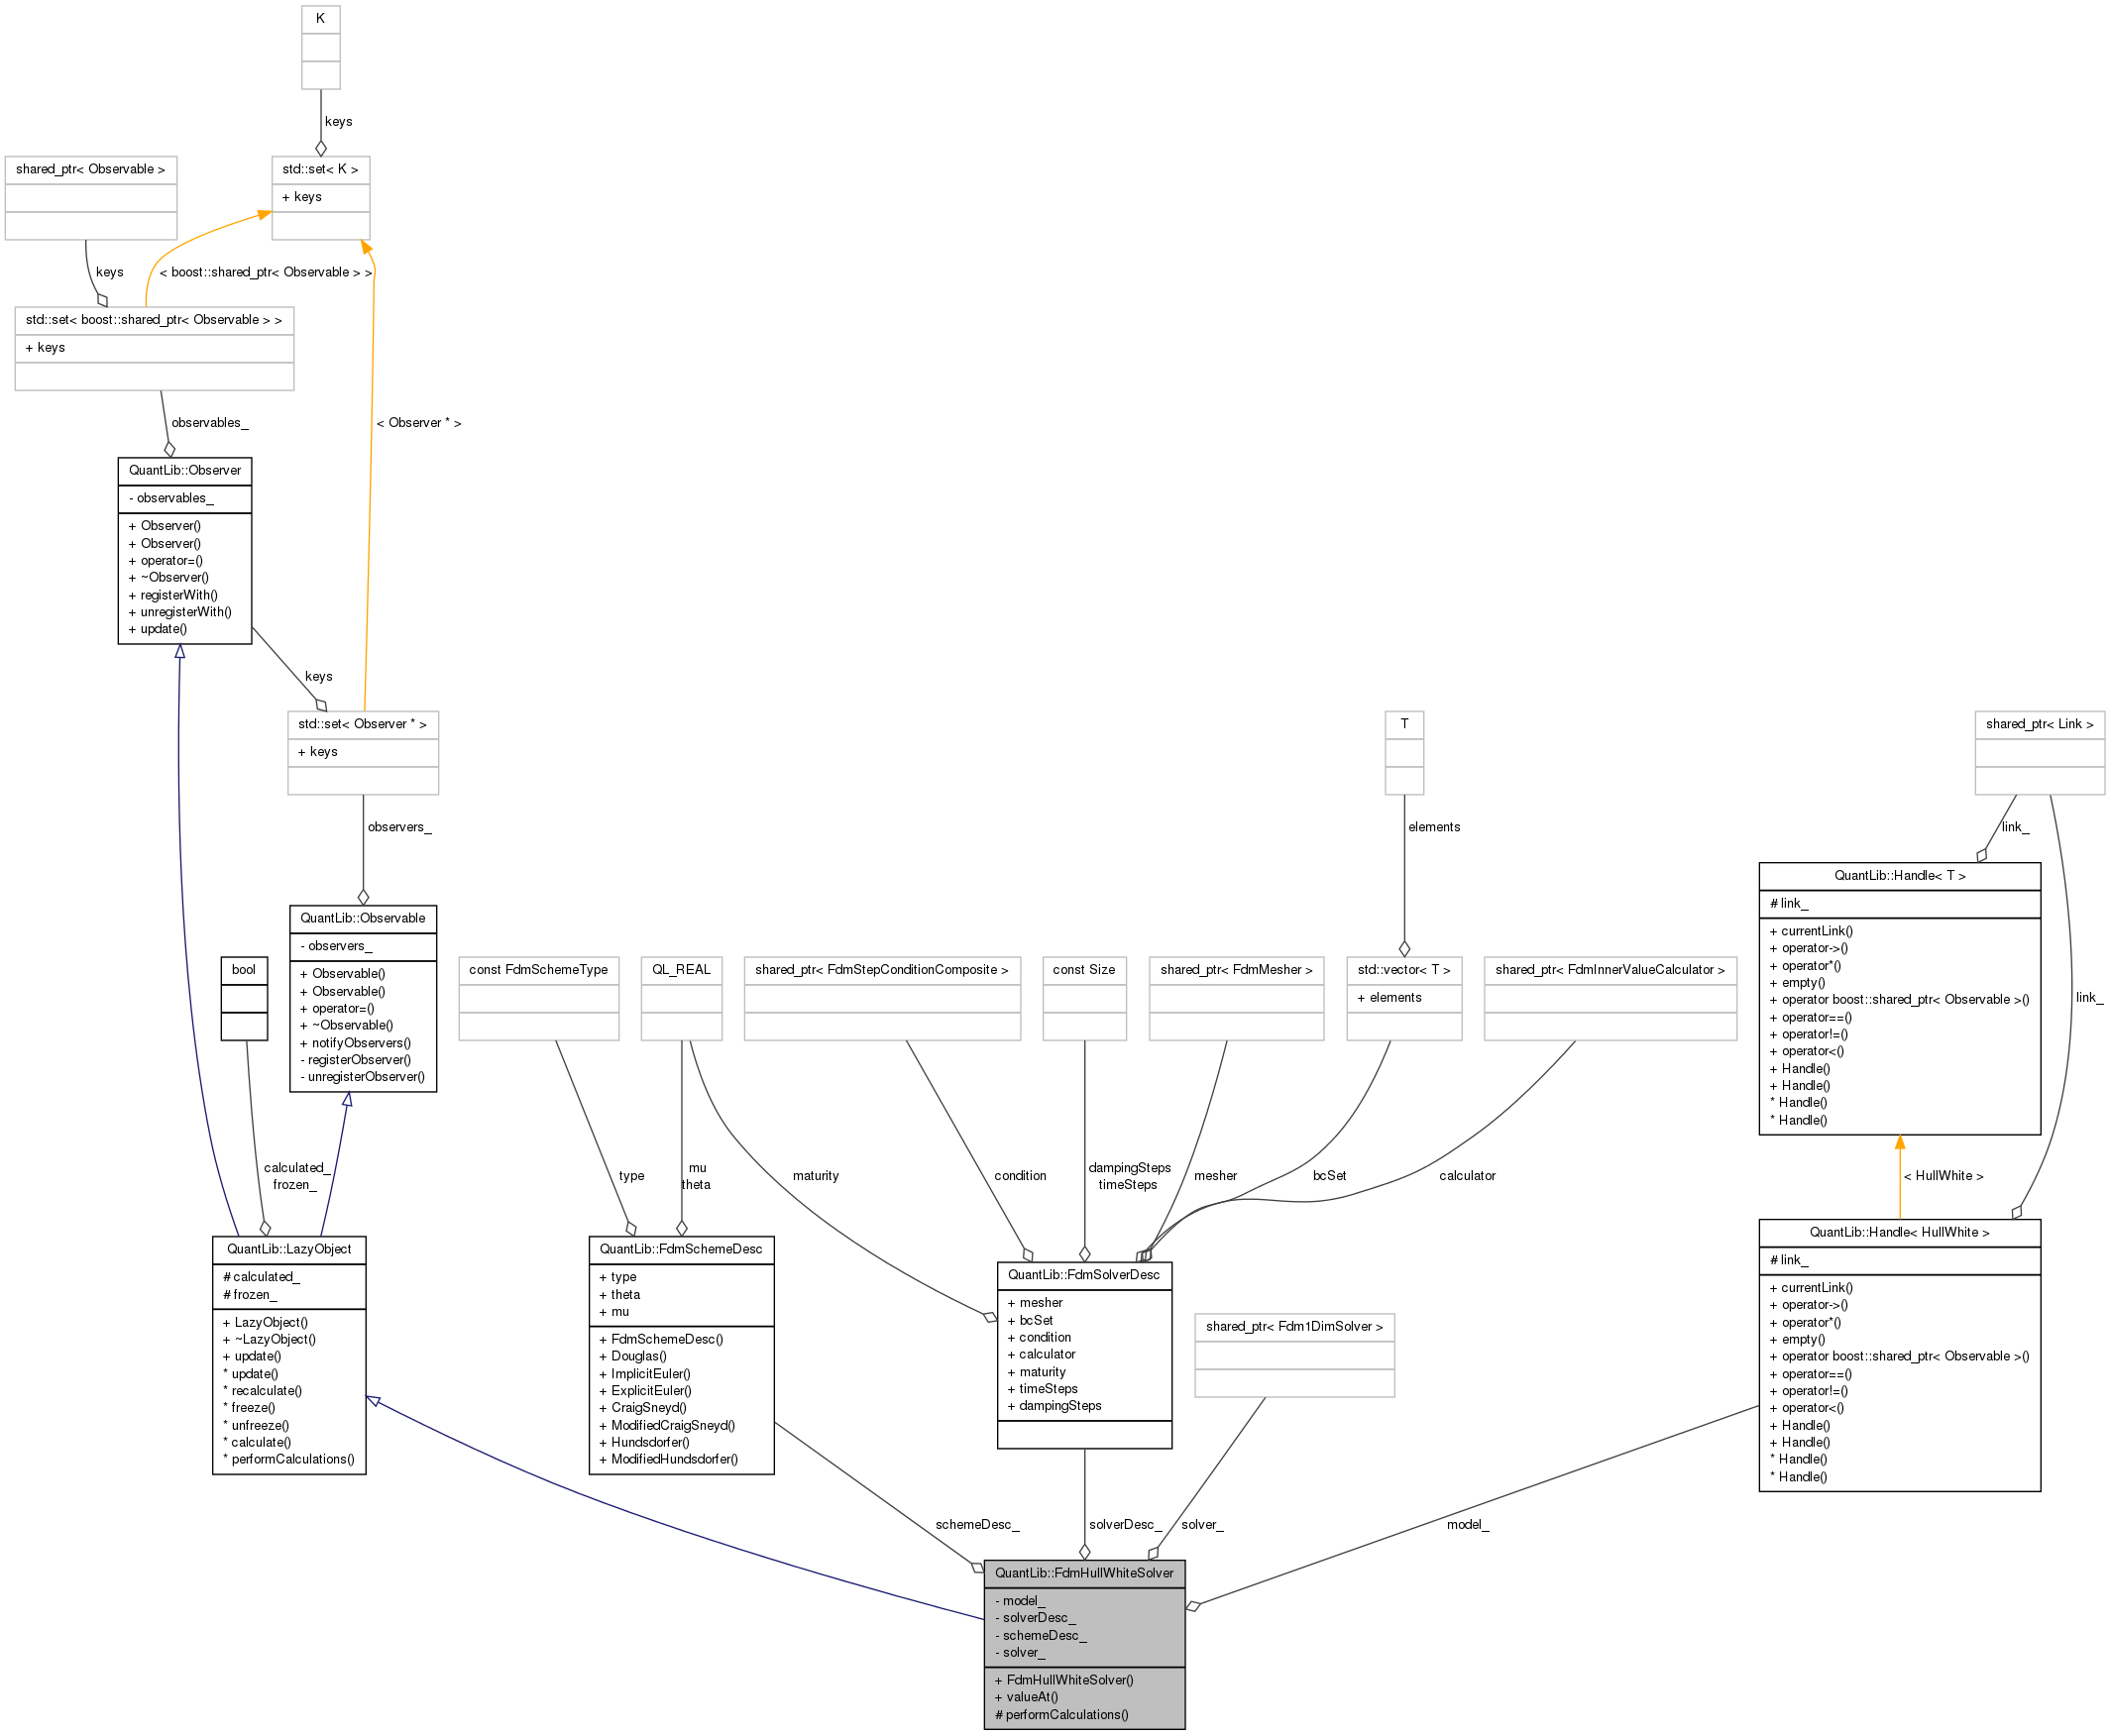 K
keys
shared_ptr< Observable >
std::set< K >
+ keys
keys
< boost::shared_ptr< Observable > >
std::set< boost::shared_ptr< Observable > >
+ keys
observables_
< Observer * >
QuantLib::Observer
- observables_
+ Observer()
+ Observer()
+ operator=()
+ ~Observer()
+ registerWith()
+ unregisterWith()
+ update()
keys
std::set< Observer * >
+ keys
observers_
QuantLib::Observable
- observers_
+ Observable()
+ Observable()
+ operator=()
+ ~Observable()
+ notifyObservers()
- registerObserver()
- unregisterObserver()
T
elements
shared_ptr< Link >
link_
link_
QuantLib::Handle< T >
# link_
+ currentLink()
+ operator->()
+ operator*()
+ empty()
+ operator boost::shared_ptr< Observable >()
+ operator==()
+ operator!=()
+ operator<()
+ Handle()
+ Handle()
* Handle()
* Handle()
bool
const FdmSchemeType
QL_REAL
shared_ptr< FdmStepConditionComposite >
const Size
shared_ptr< FdmMesher >
std::vector< T >
+ elements
shared_ptr< FdmInnerValueCalculator >
calculated_
frozen_
type
mu
theta
maturity
condition
dampingSteps
timeSteps
mesher
bcSet
calculator
< HullWhite >
QuantLib::LazyObject
# calculated_
# frozen_
+ LazyObject()
+ ~LazyObject()
+ update()
* update()
* recalculate()
* freeze()
* unfreeze()
* calculate()
* performCalculations()
QuantLib::FdmSchemeDesc
+ type
+ theta
+ mu
+ FdmSchemeDesc()
+ Douglas()
+ ImplicitEuler()
+ ExplicitEuler()
+ CraigSneyd()
+ ModifiedCraigSneyd()
+ Hundsdorfer()
+ ModifiedHundsdorfer()
QuantLib::FdmSolverDesc
+ mesher
+ bcSet
+ condition
+ calculator
+ maturity
+ timeSteps
+ dampingSteps
shared_ptr< Fdm1DimSolver >
QuantLib::Handle< HullWhite >
# link_
+ currentLink()
+ operator->()
+ operator*()
+ empty()
+ operator boost::shared_ptr< Observable >()
+ operator==()
+ operator!=()
+ operator<()
+ Handle()
+ Handle()
* Handle()
* Handle()
schemeDesc_
solverDesc_
solver_
model_
QuantLib::FdmHullWhiteSolver
- model_
- solverDesc_
- schemeDesc_
- solver_
+ FdmHullWhiteSolver()
+ valueAt()
# performCalculations()